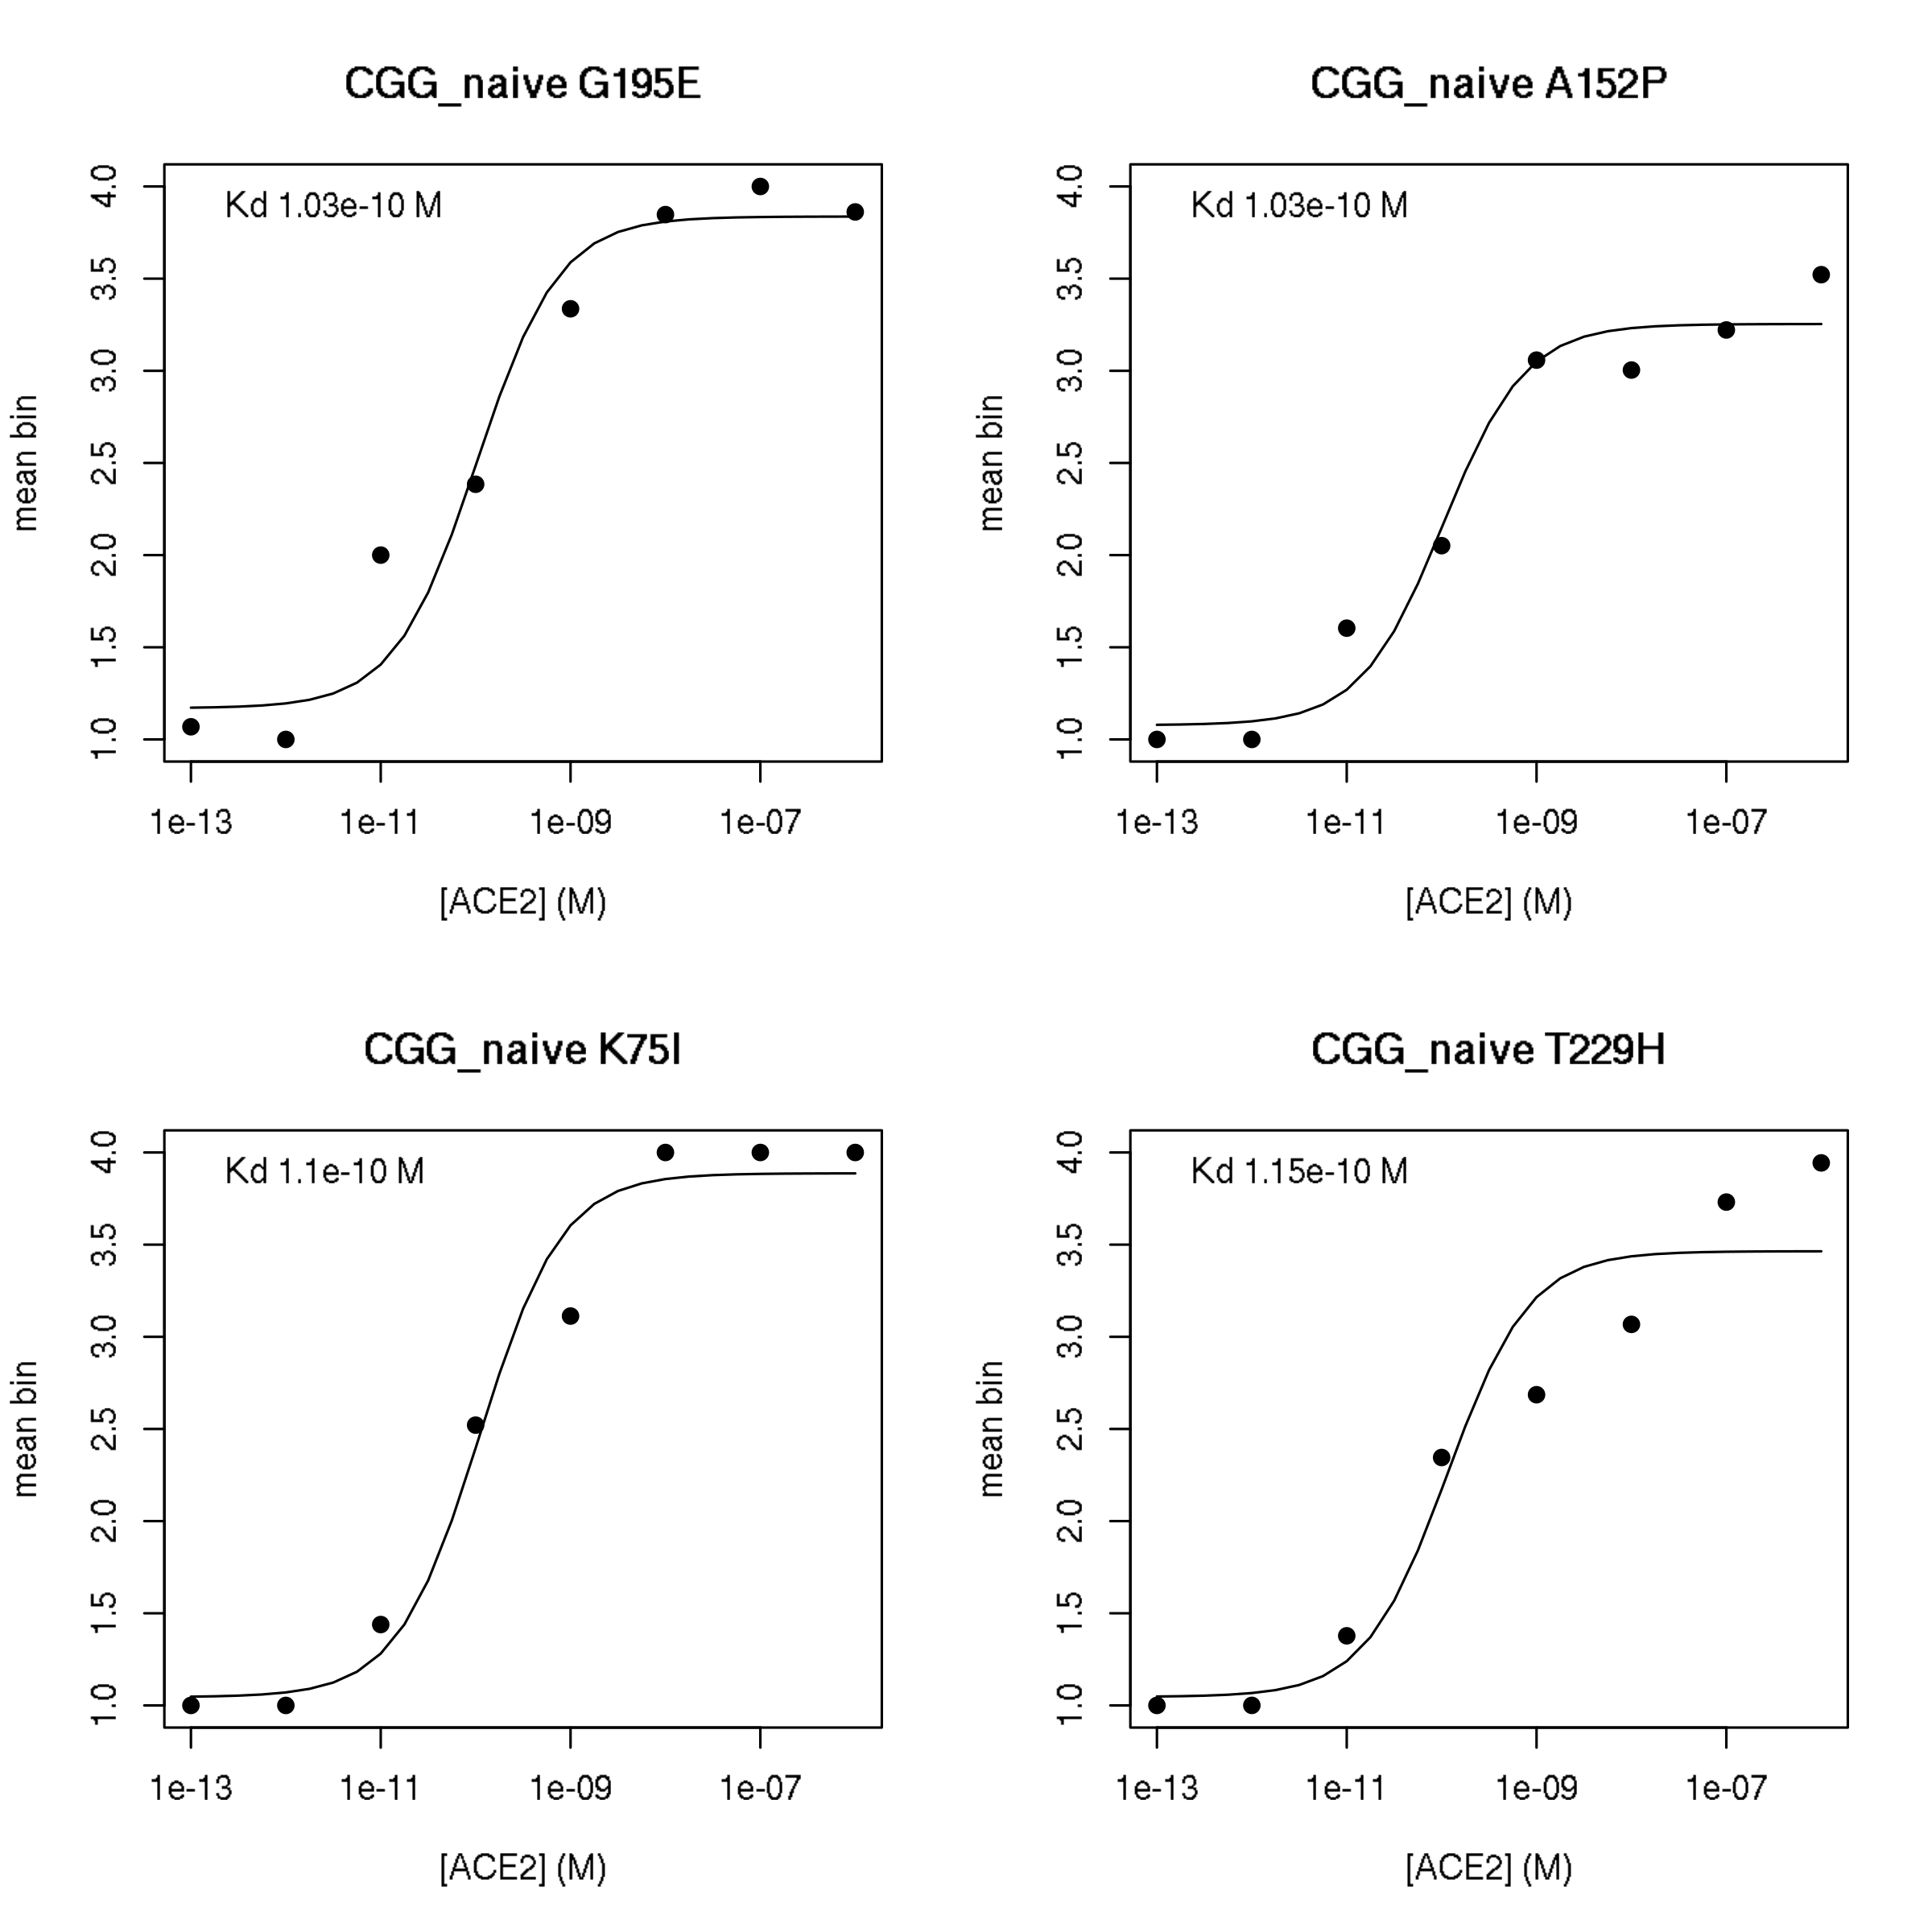 CGG_naive G195E
Kd 1.03e-10 M
mean bin
4.0
3.5
3.0
2.5
2.0
1.5
1.0
1e-13 1e-11 1e-09 1e-07
[ACE2] (M)
CGG_naive A152P
Kd 1.03e-10 M
mean bin
4.0
3.5
3.0
2.5
2.0
1.5
1.0
1e-13 1e-11 1e-09 1e-07
[ACE2] (M)
CGG_naive K75I
Kd 1.1e-10 M
mean bin
4.0
3.5
3.0
2.5
2.0
1.5
1.0
1e-13 1e-11 1e-09 1e-07
[ACE2] (M)
CGG_naive T229H
Kd 1.15e-10 M
mean bin
4.0
3.5
3.0
2.5
2.0
1.5
1.0
1e-13 1e-11 1e-09 1e-07
[ACE2] (M)